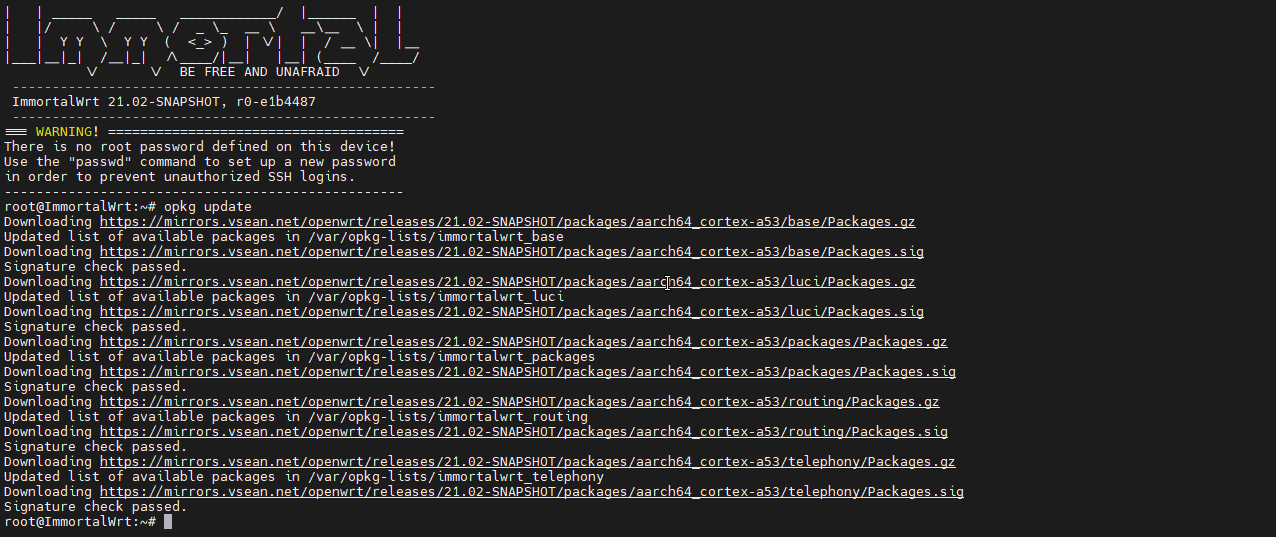 BE FREE AND UNAFRAID
-----------------------------------------------------
ImmortalWrt 21.02-SNAPSHOT, r0-e1b4487
-----------------------------------------------------
=== WARNING! =====================================
There is no root password defined on this device!
Use the "passwd" command to set up a new password
in order to prevent unauthorized SSH logins.
--------------------------------------------------
root@ImmortalWrt:~# opkg update
Downloading https://mirrors.vsean.net/openwrt/releases/21.02-SNAPSHOT/packages/aarch64_cortex-a53/base/Packages.gz
Updated list of available packages in /var/opkg-lists/immortalwrt_base
Downloading https://mirrors.vsean.net/openwrt/releases/21.02-SNAPSHOT/packages/aarch64_cortex-a53/base/Packages.sig
Signature check passed.
Downloading https://mirrors.vsean.net/openwrt/releases/21.02-SNAPSHOT/packages/aarch64_cortex-a53/luci/Packages.gz
Updated list of available packages in /var/opkg-lists/immortalwrt_luci
Downloading https://mirrors.vsean.net/openwrt/releases/21.02-SNAPSHOT/packages/aarch64_cortex-a53/luci/Packages.sig
Signature check passed.
Downloading https://mirrors.vsean.net/openwrt/releases/21.02-SNAPSHOT/packages/aarch64_cortex-a53/packages/Packages.gz
Updated list of available packages in /var/opkg-lists/immortalwrt_packages
Downloading https://mirrors.vsean.net/openwrt/releases/21.02-SNAPSHOT/packages/aarch64_cortex-a53/packages/Packages.sig
Signature check passed.
Downloading https://mirrors.vsean.net/openwrt/releases/21.02-SNAPSHOT/packages/aarch64_cortex-a53/routing/Packages.gz
Updated list of available packages in /var/opkg-lists/immortalwrt_routing
Downloading https://mirrors.vsean.net/openwrt/releases/21.02-SNAPSHOT/packages/aarch64_cortex-a53/routing/Packages.sig
Signature check passed.
Downloading https://mirrors.vsean.net/openwrt/releases/21.02-SNAPSHOT/packages/aarch64_cortex-a53/telephony/Packages.gz
Updated list of available packages in /var/opkg-lists/immortalwrt_telephony
Downloading https://mirrors.vsean.net/openwrt/releases/21.02-SNAPSHOT/packages/aarch64_cortex-a53/telephony/Packages.sig
Signature check passed.
root@ImmortalWrt:~#